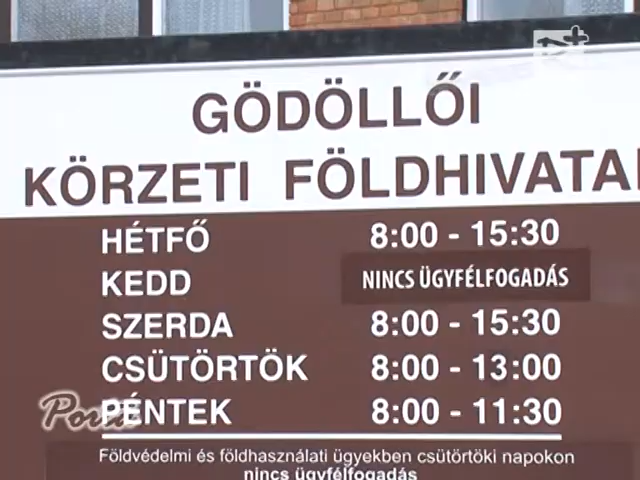 GÖDÖLLŐI
KÖRZETI FÖLDHIVATA
HÉTFŐ 8:00 - 15:30
KEDD NINCS ÜGYFÉLFOGADÁS
SZERDA 8:00 - 15:30
CSÜTÖRTÖK 8:00 - 13:00
PÉNTEK 8:00 - 11:30
Földvédelmi és földhasználati ügyekben csütörtöki napokon
nincs ügyfélfogadás